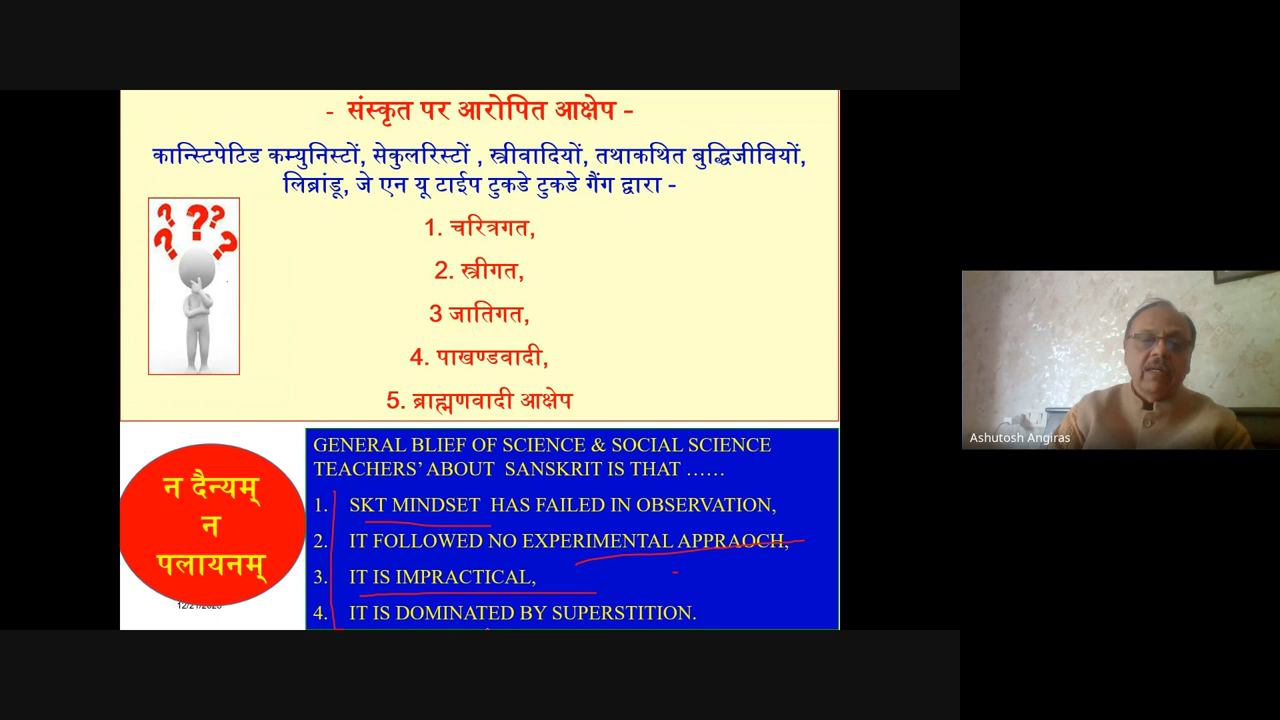 - संस्कृत पर आरोपित आक्षेप -
कान्स्टिपेटिड कम्युनिस्टों, सेकुलरिस्टों , स्त्रीवादियों, तथाकथित बुद्धिजीवियों,
लिब्रांडू, जे एन यू टाईप टुकडे टुकडे गैंग द्वारा -
1. चरित्रगत,
2. स्त्रीगत,
3 जातिगत,
4. पाखण्डवादी,
5. ब्राह्मणवादी आक्षेप
न दैन्यम्
न
पलायनम्
GENERAL BLIEF OF SCIENCE & SOCIAL SCIENCE
TEACHERS’ ABOUT SANSKRIT IS THAT ……
1. SKT MINDSET HAS FAILED IN OBSERVATION,
2. IT FOLLOWED NO EXPERIMENTAL APPRAOCH,
3. IT IS IMPRACTICAL,
4. IT IS DOMINATED BY SUPERSTITION.
Ashutosh Angiras